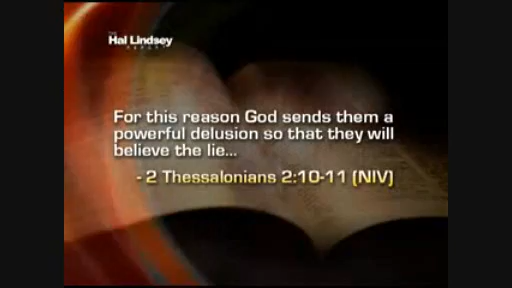 THE
Hal Lindsey
REPORT
For this reason God sends them a
powerful delusion so that they will
believe the lie...
- 2 Thessalonians 2:10-11 (NIV)